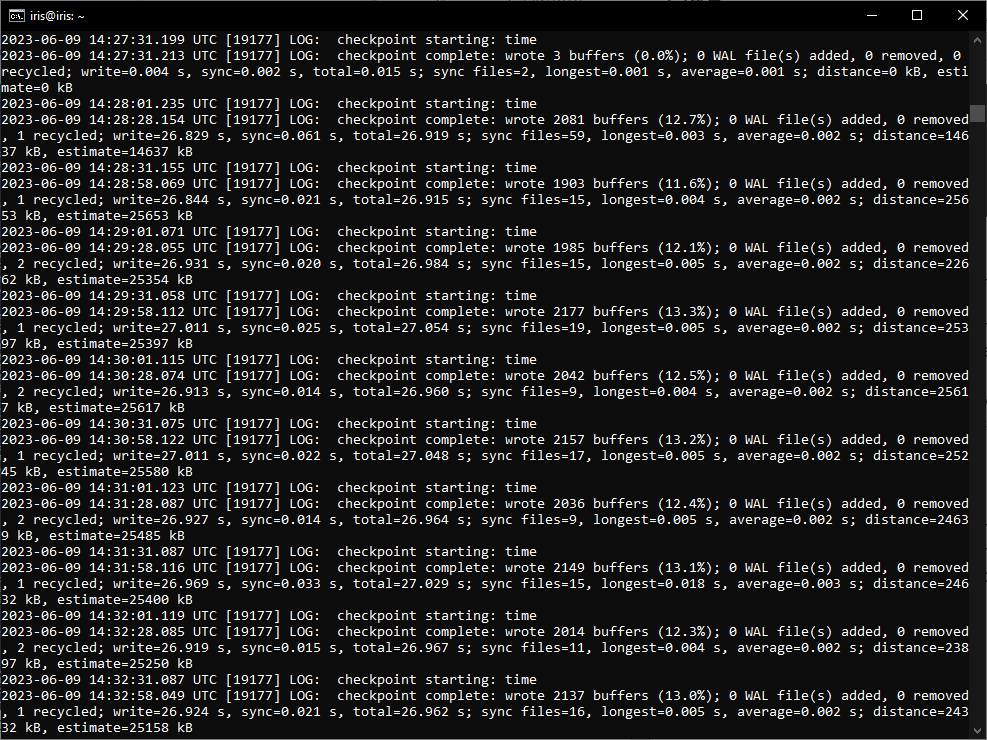 iris@iris: ~
2023-06-09 14:27:31.199 UTC [19177] LOG:  checkpoint starting: time
2023-06-09 14:27:31.213 UTC [19177] LOG:  checkpoint complete: wrote 3 buffers (0.0%); 0 WAL file(s) added, 0 removed, 0
recycled; write=0.004 s, sync=0.002 s, total=0.015 s; sync files=2, longest=0.001 s, average=0.001 s; distance=0 kB, esti
mate=0 kB
2023-06-09 14:28:01.235 UTC [19177] LOG:  checkpoint starting: time
2023-06-09 14:28:28.154 UTC [19177] LOG:  checkpoint complete: wrote 2081 buffers (12.7%); 0 WAL file(s) added, 0 removed
, 1 recycled; write=26.829 s, sync=0.061 s, total=26.919 s; sync files=59, longest=0.003 s, average=0.002 s; distance=146
37 kB, estimate=14637 kB
2023-06-09 14:28:31.155 UTC [19177] LOG:  checkpoint starting: time
2023-06-09 14:28:58.069 UTC [19177] LOG:  checkpoint complete: wrote 1903 buffers (11.6%); 0 WAL file(s) added, 0 removed
, 1 recycled; write=26.844 s, sync=0.021 s, total=26.915 s; sync files=15, longest=0.004 s, average=0.002 s; distance=256
53 kB, estimate=25653 kB
2023-06-09 14:29:01.071 UTC [19177] LOG:  checkpoint starting: time
2023-06-09 14:29:28.055 UTC [19177] LOG:  checkpoint complete: wrote 1985 buffers (12.1%); 0 WAL file(s) added, 0 removed
, 2 recycled; write=26.931 s, sync=0.020 s, total=26.984 s; sync files=15, longest=0.005 s, average=0.002 s; distance=226
62 kB, estimate=25354 kB
2023-06-09 14:29:31.058 UTC [19177] LOG:  checkpoint starting: time
2023-06-09 14:29:58.112 UTC [19177] LOG:  checkpoint complete: wrote 2177 buffers (13.3%); 0 WAL file(s) added, 0 removed
, 1 recycled; write=27.011 s, sync=0.025 s, total=27.054 s; sync files=19, longest=0.005 s, average=0.002 s; distance=253
97 kB, estimate=25397 kB
2023-06-09 14:30:01.115 UTC [19177] LOG:  checkpoint starting: time
2023-06-09 14:30:28.074 UTC [19177] LOG:  checkpoint complete: wrote 2042 buffers (12.5%); 0 WAL file(s) added, 0 removed
, 2 recycled; write=26.913 s, sync=0.014 s, total=26.960 s; sync files=9, longest=0.004 s, average=0.002 s; distance=2561
7 kB, estimate=25617 kB
2023-06-09 14:30:31.075 UTC [19177] LOG:  checkpoint starting: time
2023-06-09 14:30:58.122 UTC [19177] LOG:  checkpoint complete: wrote 2157 buffers (13.2%); 0 WAL file(s) added, 0 removed
, 1 recycled; write=27.011 s, sync=0.022 s, total=27.048 s; sync files=17, longest=0.005 s, average=0.002 s; distance=252
45 kB, estimate=25580 kB
2023-06-09 14:31:01.123 UTC [19177] LOG:  checkpoint starting: time
2023-06-09 14:31:28.087 UTC [19177] LOG:  checkpoint complete: wrote 2036 buffers (12.4%); 0 WAL file(s) added, 0 removed
, 2 recycled; write=26.927 s, sync=0.014 s, total=26.964 s; sync files=9, longest=0.005 s, average=0.002 s; distance=2463
9 kB, estimate=25485 kB
2023-06-09 14:31:31.087 UTC [19177] LOG:  checkpoint starting: time
2023-06-09 14:31:58.116 UTC [19177] LOG:  checkpoint complete: wrote 2149 buffers (13.1%); 0 WAL file(s) added, 0 removed
, 1 recycled; write=26.969 s, sync=0.033 s, total=27.029 s; sync files=15, longest=0.018 s, average=0.003 s; distance=246
32 kB, estimate=25400 kB
2023-06-09 14:32:01.119 UTC [19177] LOG:  checkpoint starting: time
2023-06-09 14:32:28.085 UTC [19177] LOG:  checkpoint complete: wrote 2014 buffers (12.3%); 0 WAL file(s) added, 0 removed
, 2 recycled; write=26.919 s, sync=0.015 s, total=26.967 s; sync files=11, longest=0.004 s, average=0.002 s; distance=238
97 kB, estimate=25250 kB
2023-06-09 14:32:31.087 UTC [19177] LOG:  checkpoint starting: time
2023-06-09 14:32:58.049 UTC [19177] LOG:  checkpoint complete: wrote 2137 buffers (13.0%); 0 WAL file(s) added, 0 removed
, 1 recycled; write=26.924 s, sync=0.021 s, total=26.962 s; sync files=16, longest=0.005 s, average=0.002 s; distance=243
32 kB, estimate=25158 kB